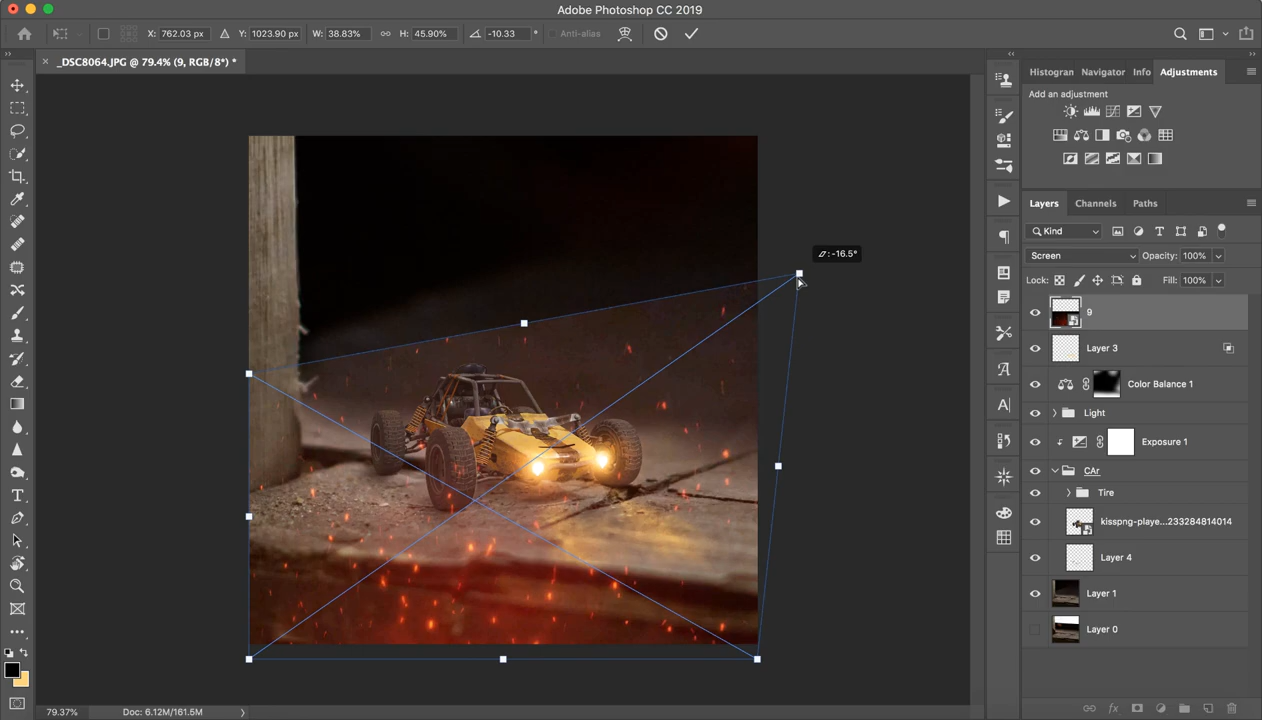 Adobe Photoshop CC 2019
X: 762.03 px Y: 1023.90 px W: 38.83% H: 45.90% -10.33 ° Anti-alias
_DSC8064.JPG @ 79.4% (9, RGB/8*) *
Histogran Navigator Info Adjustments
Add an adjustment
Layers Channels Paths
Kind
Screen Opacity: 100%
Lock: Fill: 100%
:-16.5°
9
Layer 3
Color Balance 1
Light
Exposure 1
CAr
Tire
kisspng-playe...233284814014
Layer 4
Layer 1
Layer 0
79.37% Doc: 6.12M/161.5M